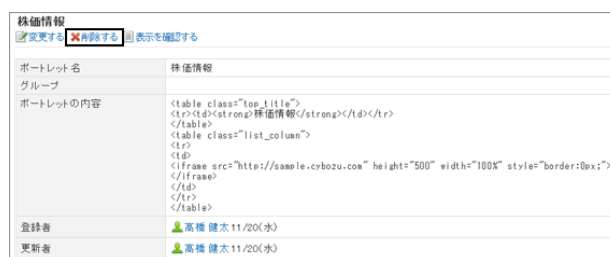 株価情報
変更する 削除する 表示を確認する
ポートレット名 株価情報
グループ
ポートレットの内容 <table class="top_title">
<tr><td><strong>株価情報</strong></td></tr>
</table>
<table class="list_column">
<tr>
<td>
<iframe src="http://sample.cybozu.com" height="500" width="100%" style="border:0px;">
</iframe>
</td>
</tr>
</table>
登録者 高橋 健太 11/20(水)
更新者 高橋 健太 11/20(水)